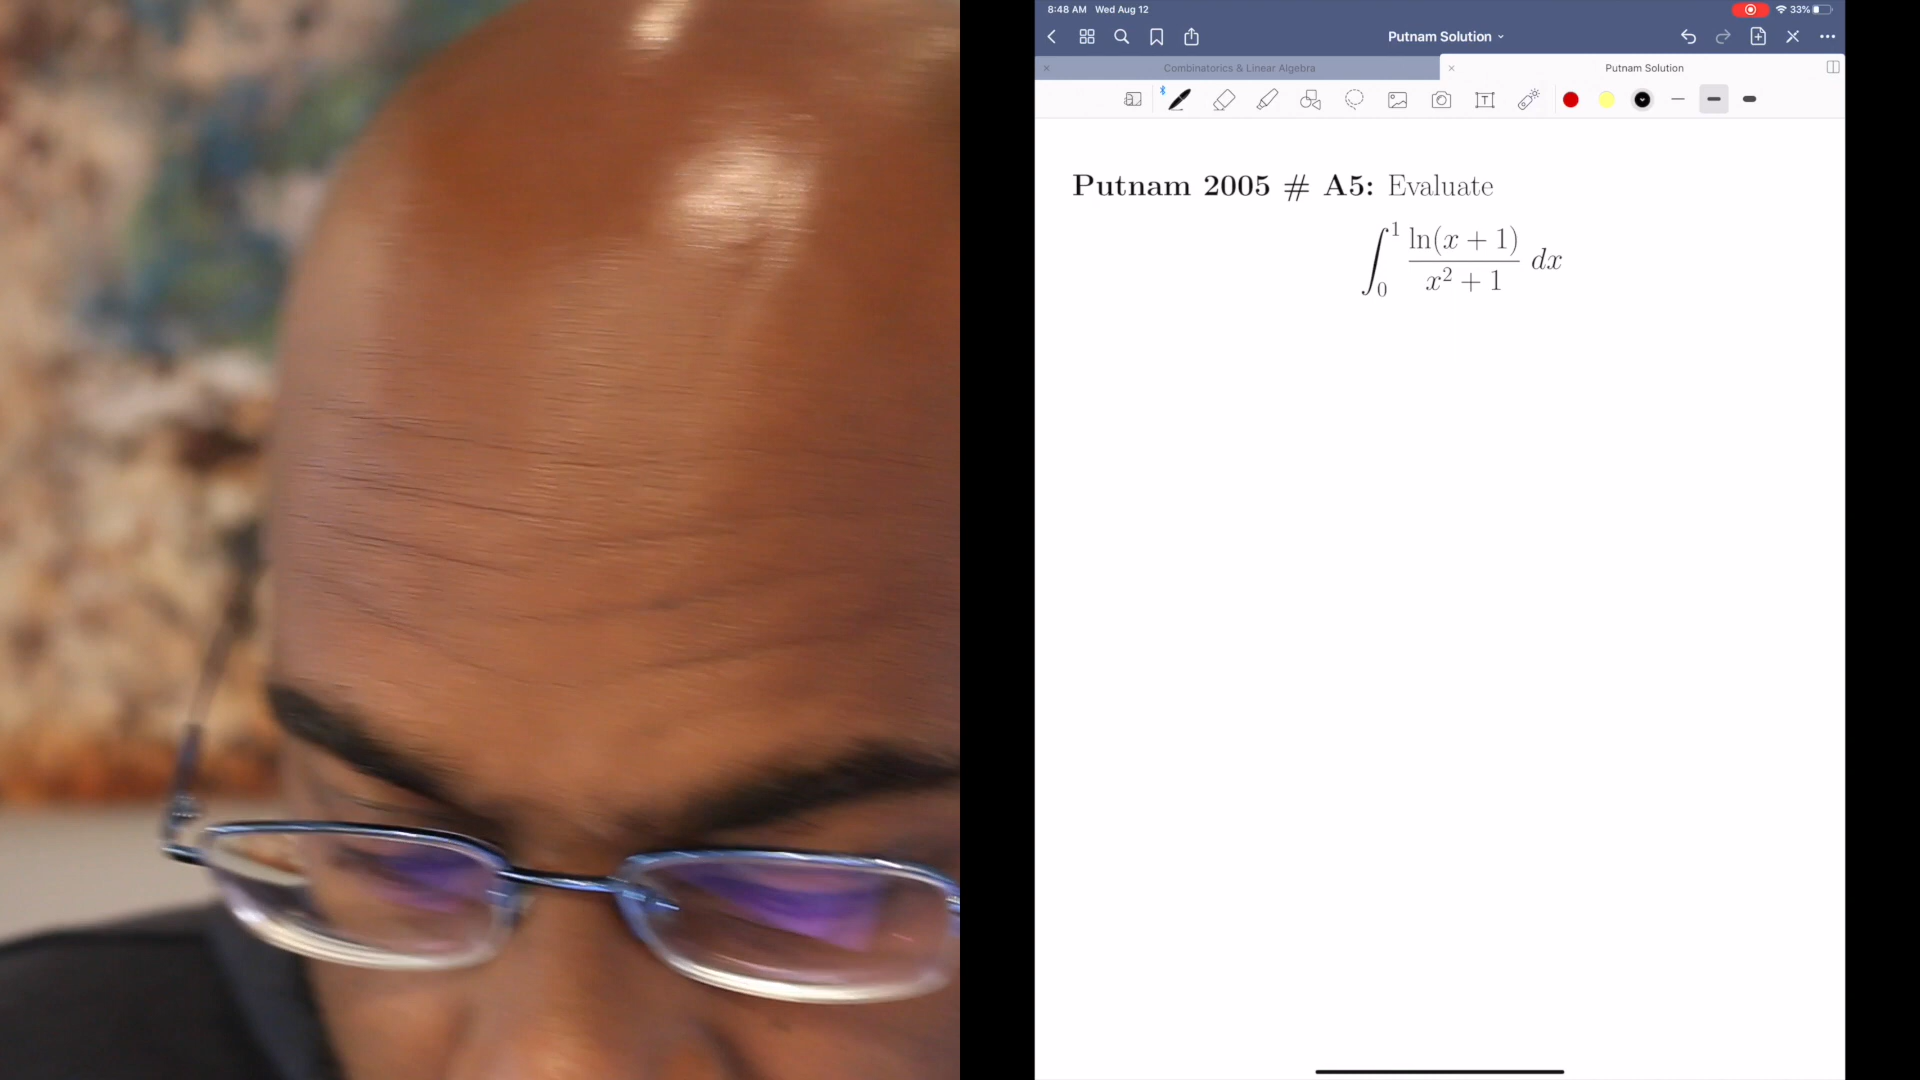 8:48 AM Wed Aug 12
33%
Putnam Solution
Combinatorics & Linear Algebra
Putnam Solution
T
Putnam 2005 # A5: Evaluate
∫₀¹ ln(x + 1) / (x² + 1) dx